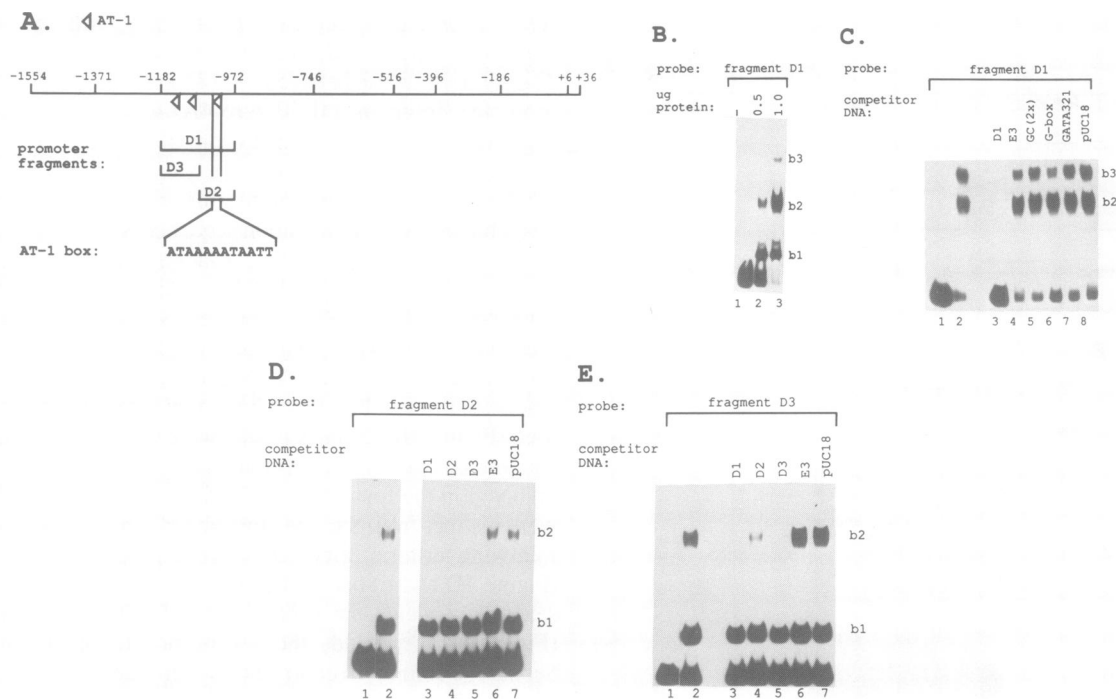 A. AT-1
-1554 -1371 -1182 -972 -746 -516 -396 -186 +6 +36
promoter
fragments:
D1
D3
D2
AT-1 box: ATAAAAATAATT
B.
probe: fragment D1
ug
protein: - 0.5 1.0
b3
b2
b1
1 2 3
C.
probe: fragment D1
competitor
DNA: D1 E3 GC(2x) G-box GATA321 pUC18
b3
b2
1 2 3 4 5 6 7 8
D.
probe: fragment D2
competitor
DNA: D1 D2 D3 E3 pUC18
b2
b1
1 2 3 4 5 6 7
E.
probe: fragment D3
competitor
DNA: D1 D2 D3 E3 pUC18
b2
b1
1 2 3 4 5 6 7